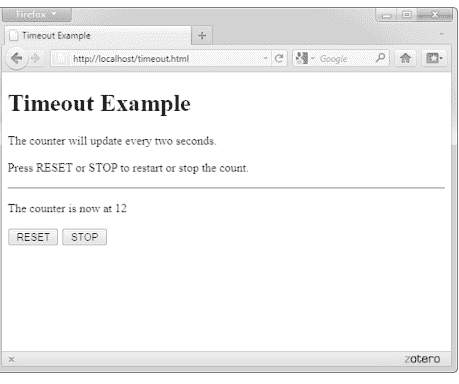 Firefox
Timeout Example
http://localhost/timeout.html
Google
Timeout Example
The counter will update every two seconds.
Press RESET or STOP to restart or stop the count.
The counter is now at 12
RESET STOP
zotero